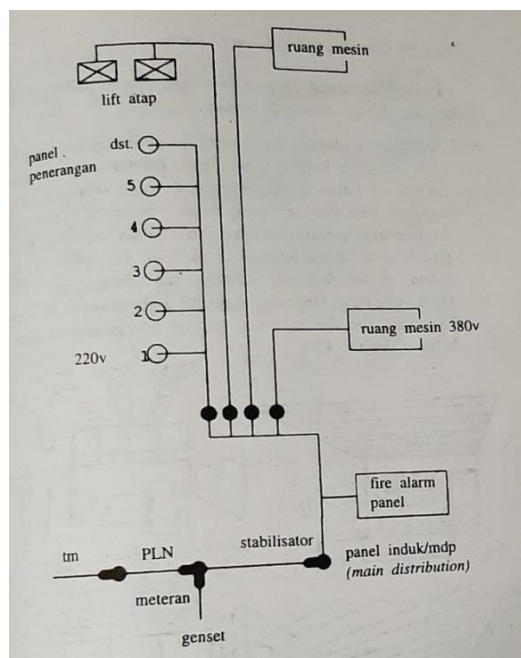 ruang mesin
lift atap
dst.
panel
penerangan
5
4
3
2
ruang mesin 380v
220v
1
fire alarm
panel
stabilisator
tm
PLN
panel induk/mdp
(main distribution)
meteran
genset